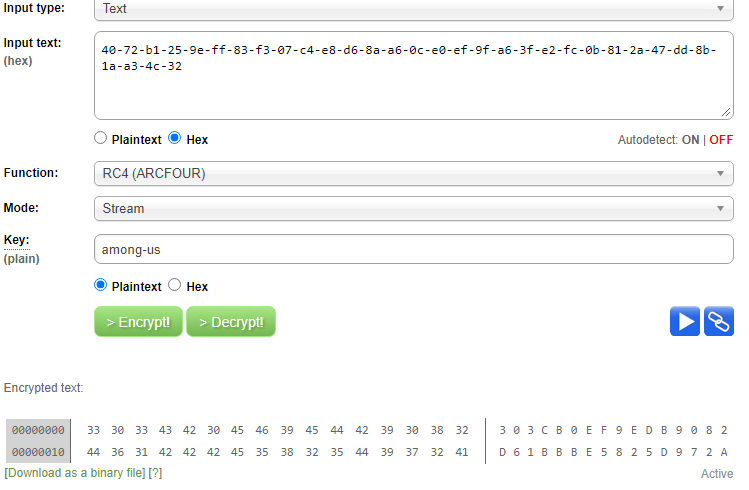 Input type: Text
Input text: 40-72-b1-25-9e-ff-83-f3-07-c4-e8-d6-8a-a6-0c-e0-ef-9f-a6-3f-e2-fc-0b-81-2a-47-dd-8b-
(hex) 1a-a3-4c-32
Plaintext Hex Autodetect: ON | OFF
Function: RC4 (ARCFOUR)
Mode: Stream
Key: among-us
(plain)
Plaintext Hex
> Encrypt! > Decrypt!
Encrypted text:
00000000 33 30 33 43 42 30 45 46 39 45 44 42 39 30 38 32 3 0 3 C B 0 E F 9 E D B 9 0 8 2
00000010 44 36 31 42 42 42 45 35 38 32 35 44 39 37 32 41 D 6 1 B B B E 5 8 2 5 D 9 7 2 A
[Download as a binary file] [?] Active